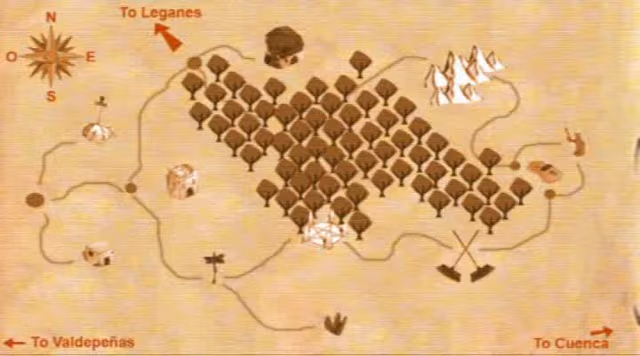 To Leganes
N
O E
S
To Valdepeñas
To Cuenca